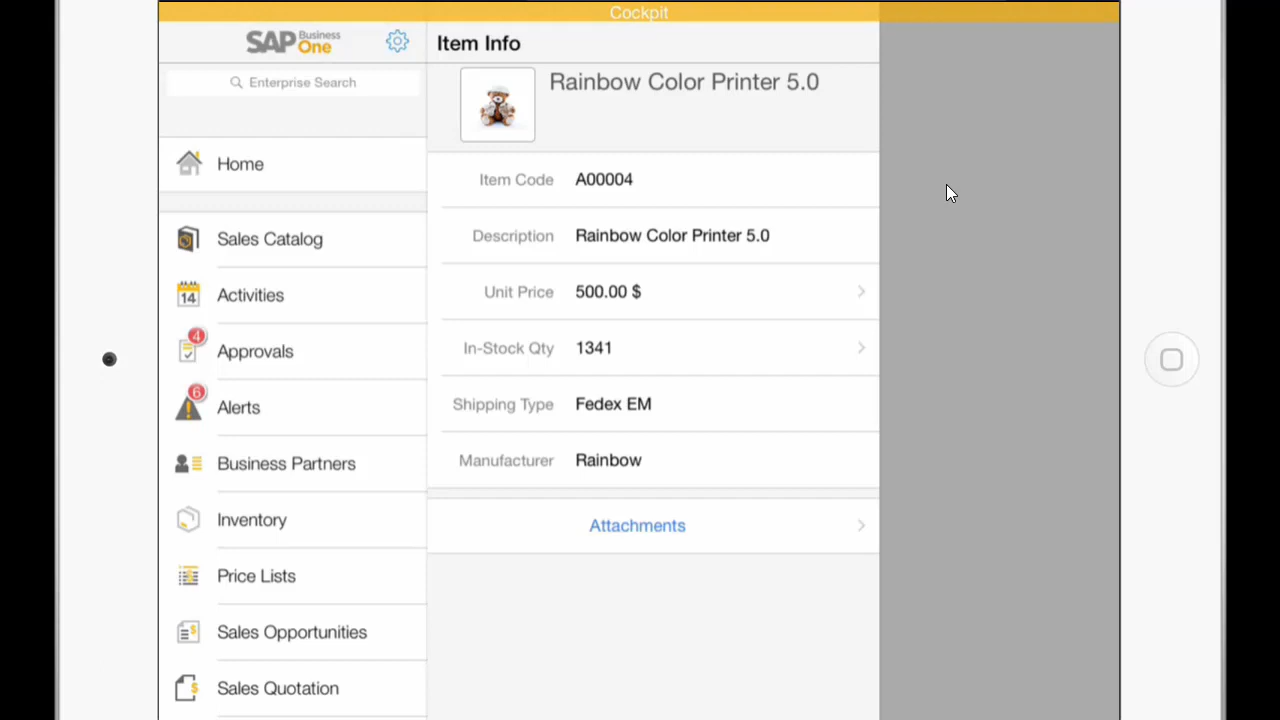 Cockpit
SAP Business One
Enterprise Search
Home
Sales Catalog
14
Activities
4
Approvals
6
Alerts
Business Partners
Inventory
Price Lists
Sales Opportunities
Sales Quotation
Item Info
Rainbow Color Printer 5.0
Item Code A00004
Description Rainbow Color Printer 5.0
Unit Price 500.00 $
In-Stock Qty 1341
Shipping Type Fedex EM
Manufacturer Rainbow
Attachments